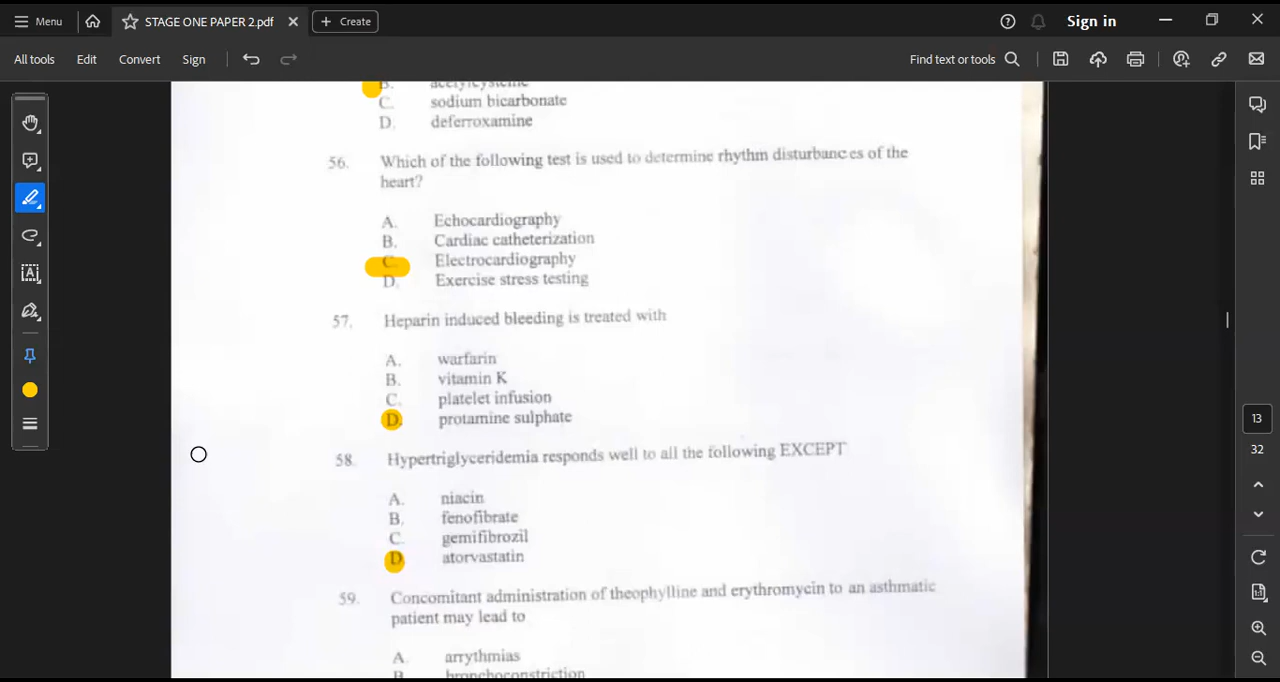 Menu
STAGE ONE PAPER 2.pdf
Create
Sign in
All tools
Edit
Convert
Sign
Find text or tools
B. acetylcysteine
C. sodium bicarbonate
D. deferroxamine
56. Which of the following test is used to determine rhythm disturbances of the
heart?
A. Echocardiography
B. Cardiac catheterization
C. Electrocardiography
D. Exercise stress testing
57. Heparin induced bleeding is treated with
A. warfarin
B. vitamin K
C. platelet infusion
D. protamine sulphate
58. Hypertriglyceridemia responds well to all the following EXCEPT
A. niacin
B. fenofibrate
C. gemifibrozil
D. atorvastatin
59. Concomitant administration of theophylline and erythromycin to an asthmatic
patient may lead to
A. arrythmias
B. bronchoconstriction
13
32